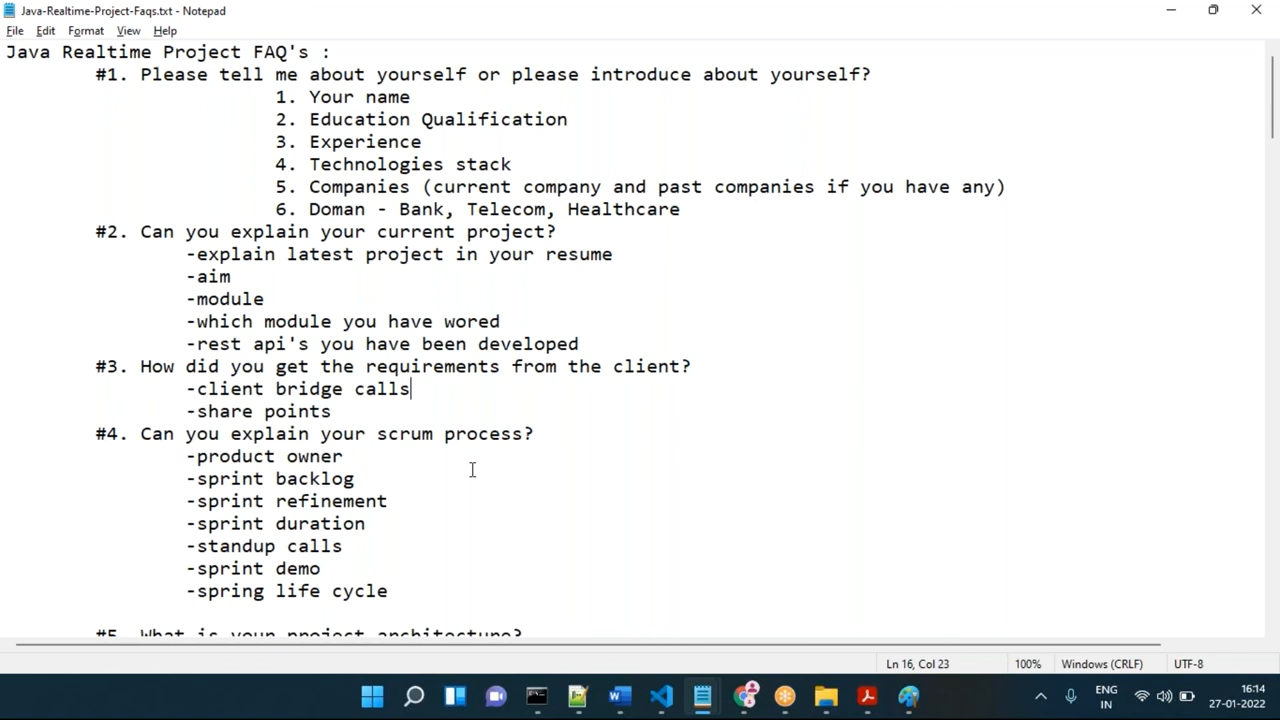 Java-Realtime-Project-Faqs.txt - Notepad
File Edit Format View Help
Java Realtime Project FAQ's :
#1. Please tell me about yourself or please introduce about yourself?
1. Your name
2. Education Qualification
3. Experience
4. Technologies stack
5. Companies (current company and past companies if you have any)
6. Doman - Bank, Telecom, Healthcare
#2. Can you explain your current project?
-explain latest project in your resume
-aim
-module
-which module you have wored
-rest api's you have been developed
#3. How did you get the requirements from the client?
-client bridge calls
-share points
#4. Can you explain your scrum process?
-product owner
-sprint backlog
-sprint refinement
-sprint duration
-standup calls
-sprint demo
-spring life cycle
#5. What is your project architecture?
Ln 16, Col 23 100% Windows (CRLF) UTF-8
ENG 16:14
IN 27-01-2022